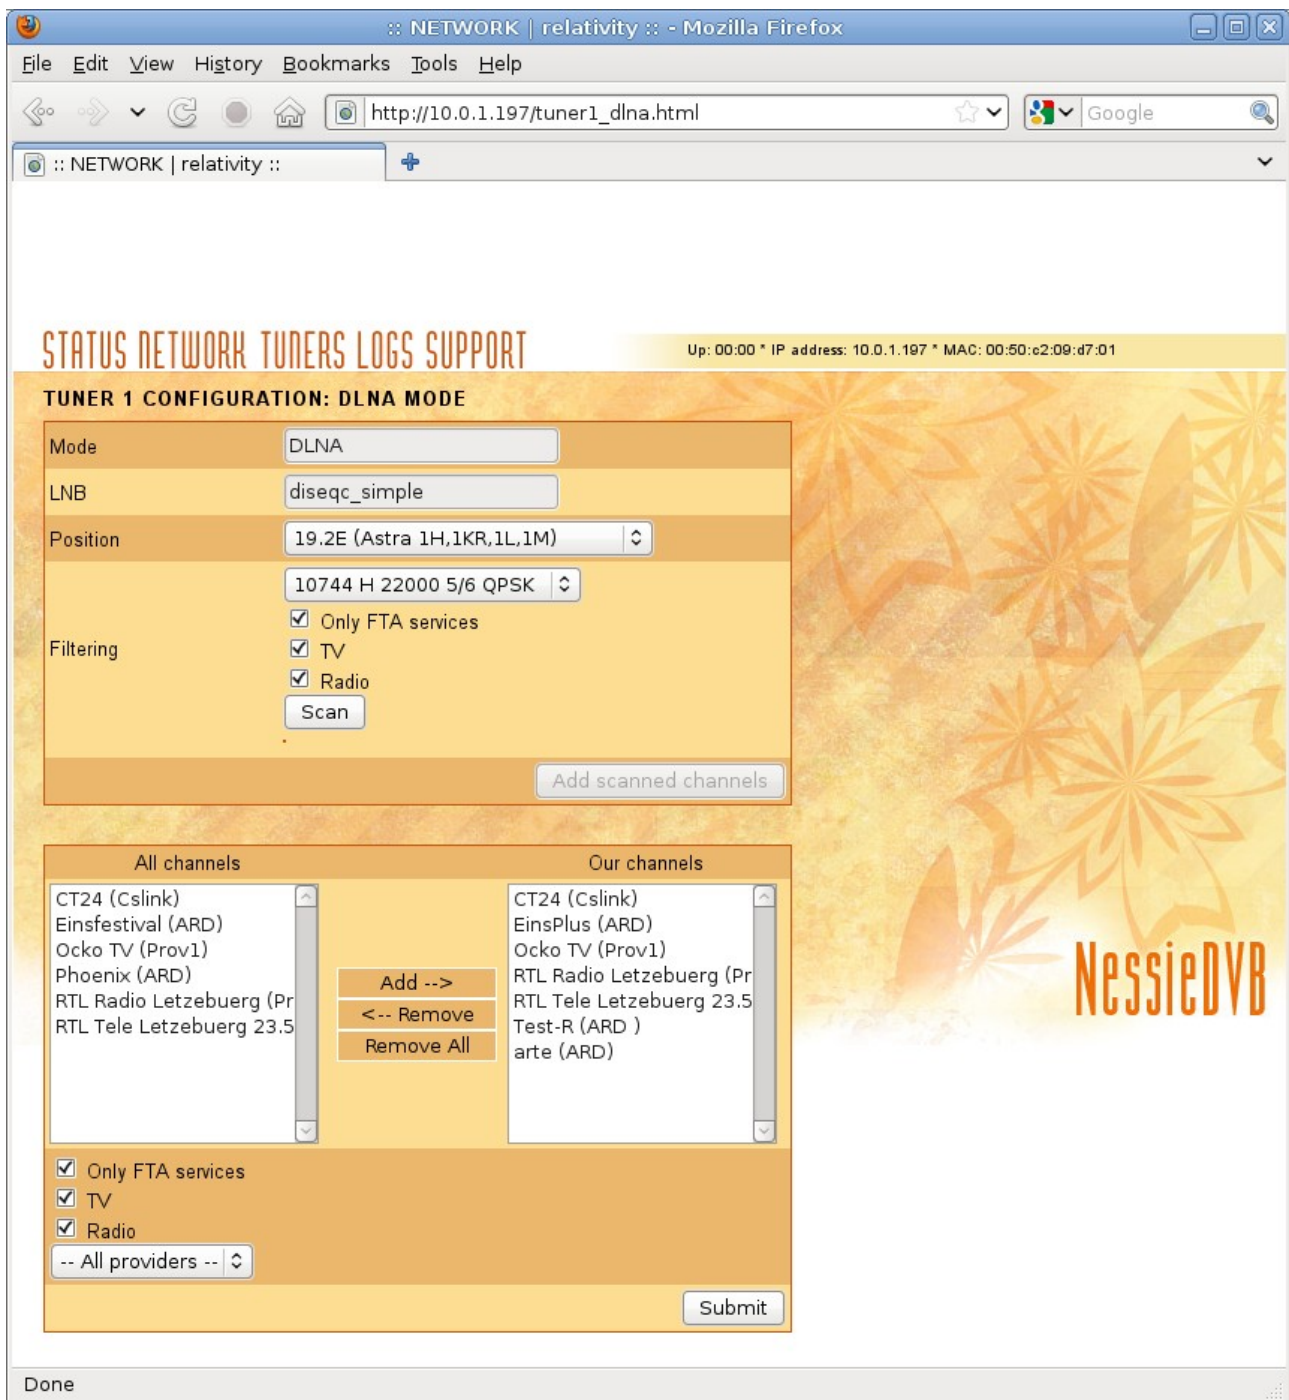 :: NETWORK | relativity :: - Mozilla Firefox
File Edit View History Bookmarks Tools Help
http://10.0.1.197/tuner1_dlna.html Google
:: NETWORK | relativity ::
STATUS NETWORK TUNERS LOGS SUPPORT
Up: 00:00 * IP address: 10.0.1.197 * MAC: 00:50:c2:09:d7:01
TUNER 1 CONFIGURATION: DLNA MODE
Mode DLNA
LNB diseqc_simple
Position 19.2E (Astra 1H,1KR,1L,1M)
10744 H 22000 5/6 QPSK
Only FTA services
Filtering TV
Radio
Scan
Add scanned channels
All channels Our channels
CT24 (Cslink) CT24 (Cslink)
Einsfestival (ARD) EinsPlus (ARD)
Ocko TV (Prov1) Ocko TV (Prov1)
Phoenix (ARD) Add --> RTL Radio Letzebuerg (Pr
RTL Radio Letzebuerg (Pr RTL Tele Letzebuerg 23.5
RTL Tele Letzebuerg 23.5 <-- Remove Test-R (ARD )
Remove All arte (ARD)
NessieDVB
Only FTA services
TV
Radio
-- All providers --
Submit
Done